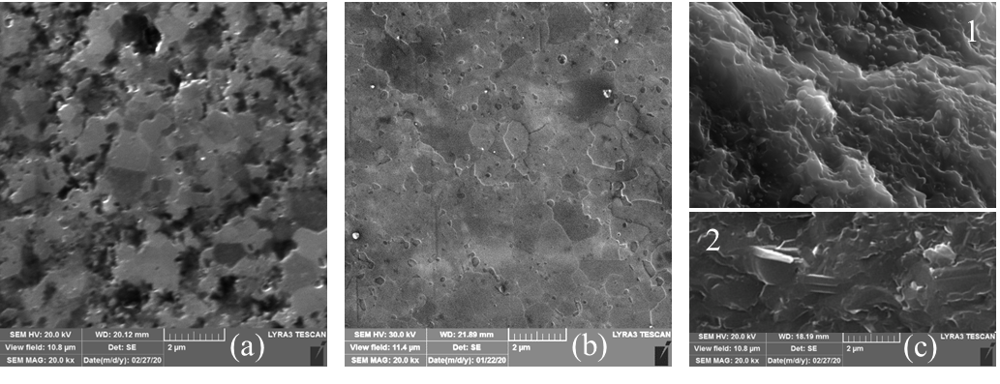 1
2
SEM HV: 20.0 kV WD: 20.12 mm LYRA3 TESCAN
View field: 10.8 µm Det: SE 2 µm
SEM MAG: 20.0 kx Date(m/d/y): 02/27/20
(a)
SEM HV: 30.0 kV WD: 21.89 mm LYRA3 TESCAN
View field: 11.4 µm Det: SE 2 µm
SEM MAG: 20.0 kx Date(m/d/y): 01/22/20
(b)
SEM HV: 20.0 kV WD: 18.19 mm LYRA3 TESCAN
View field: 10.8 µm Det: SE 2 µm
SEM MAG: 20.0 kx Date(m/d/y): 02/27/20
(c)